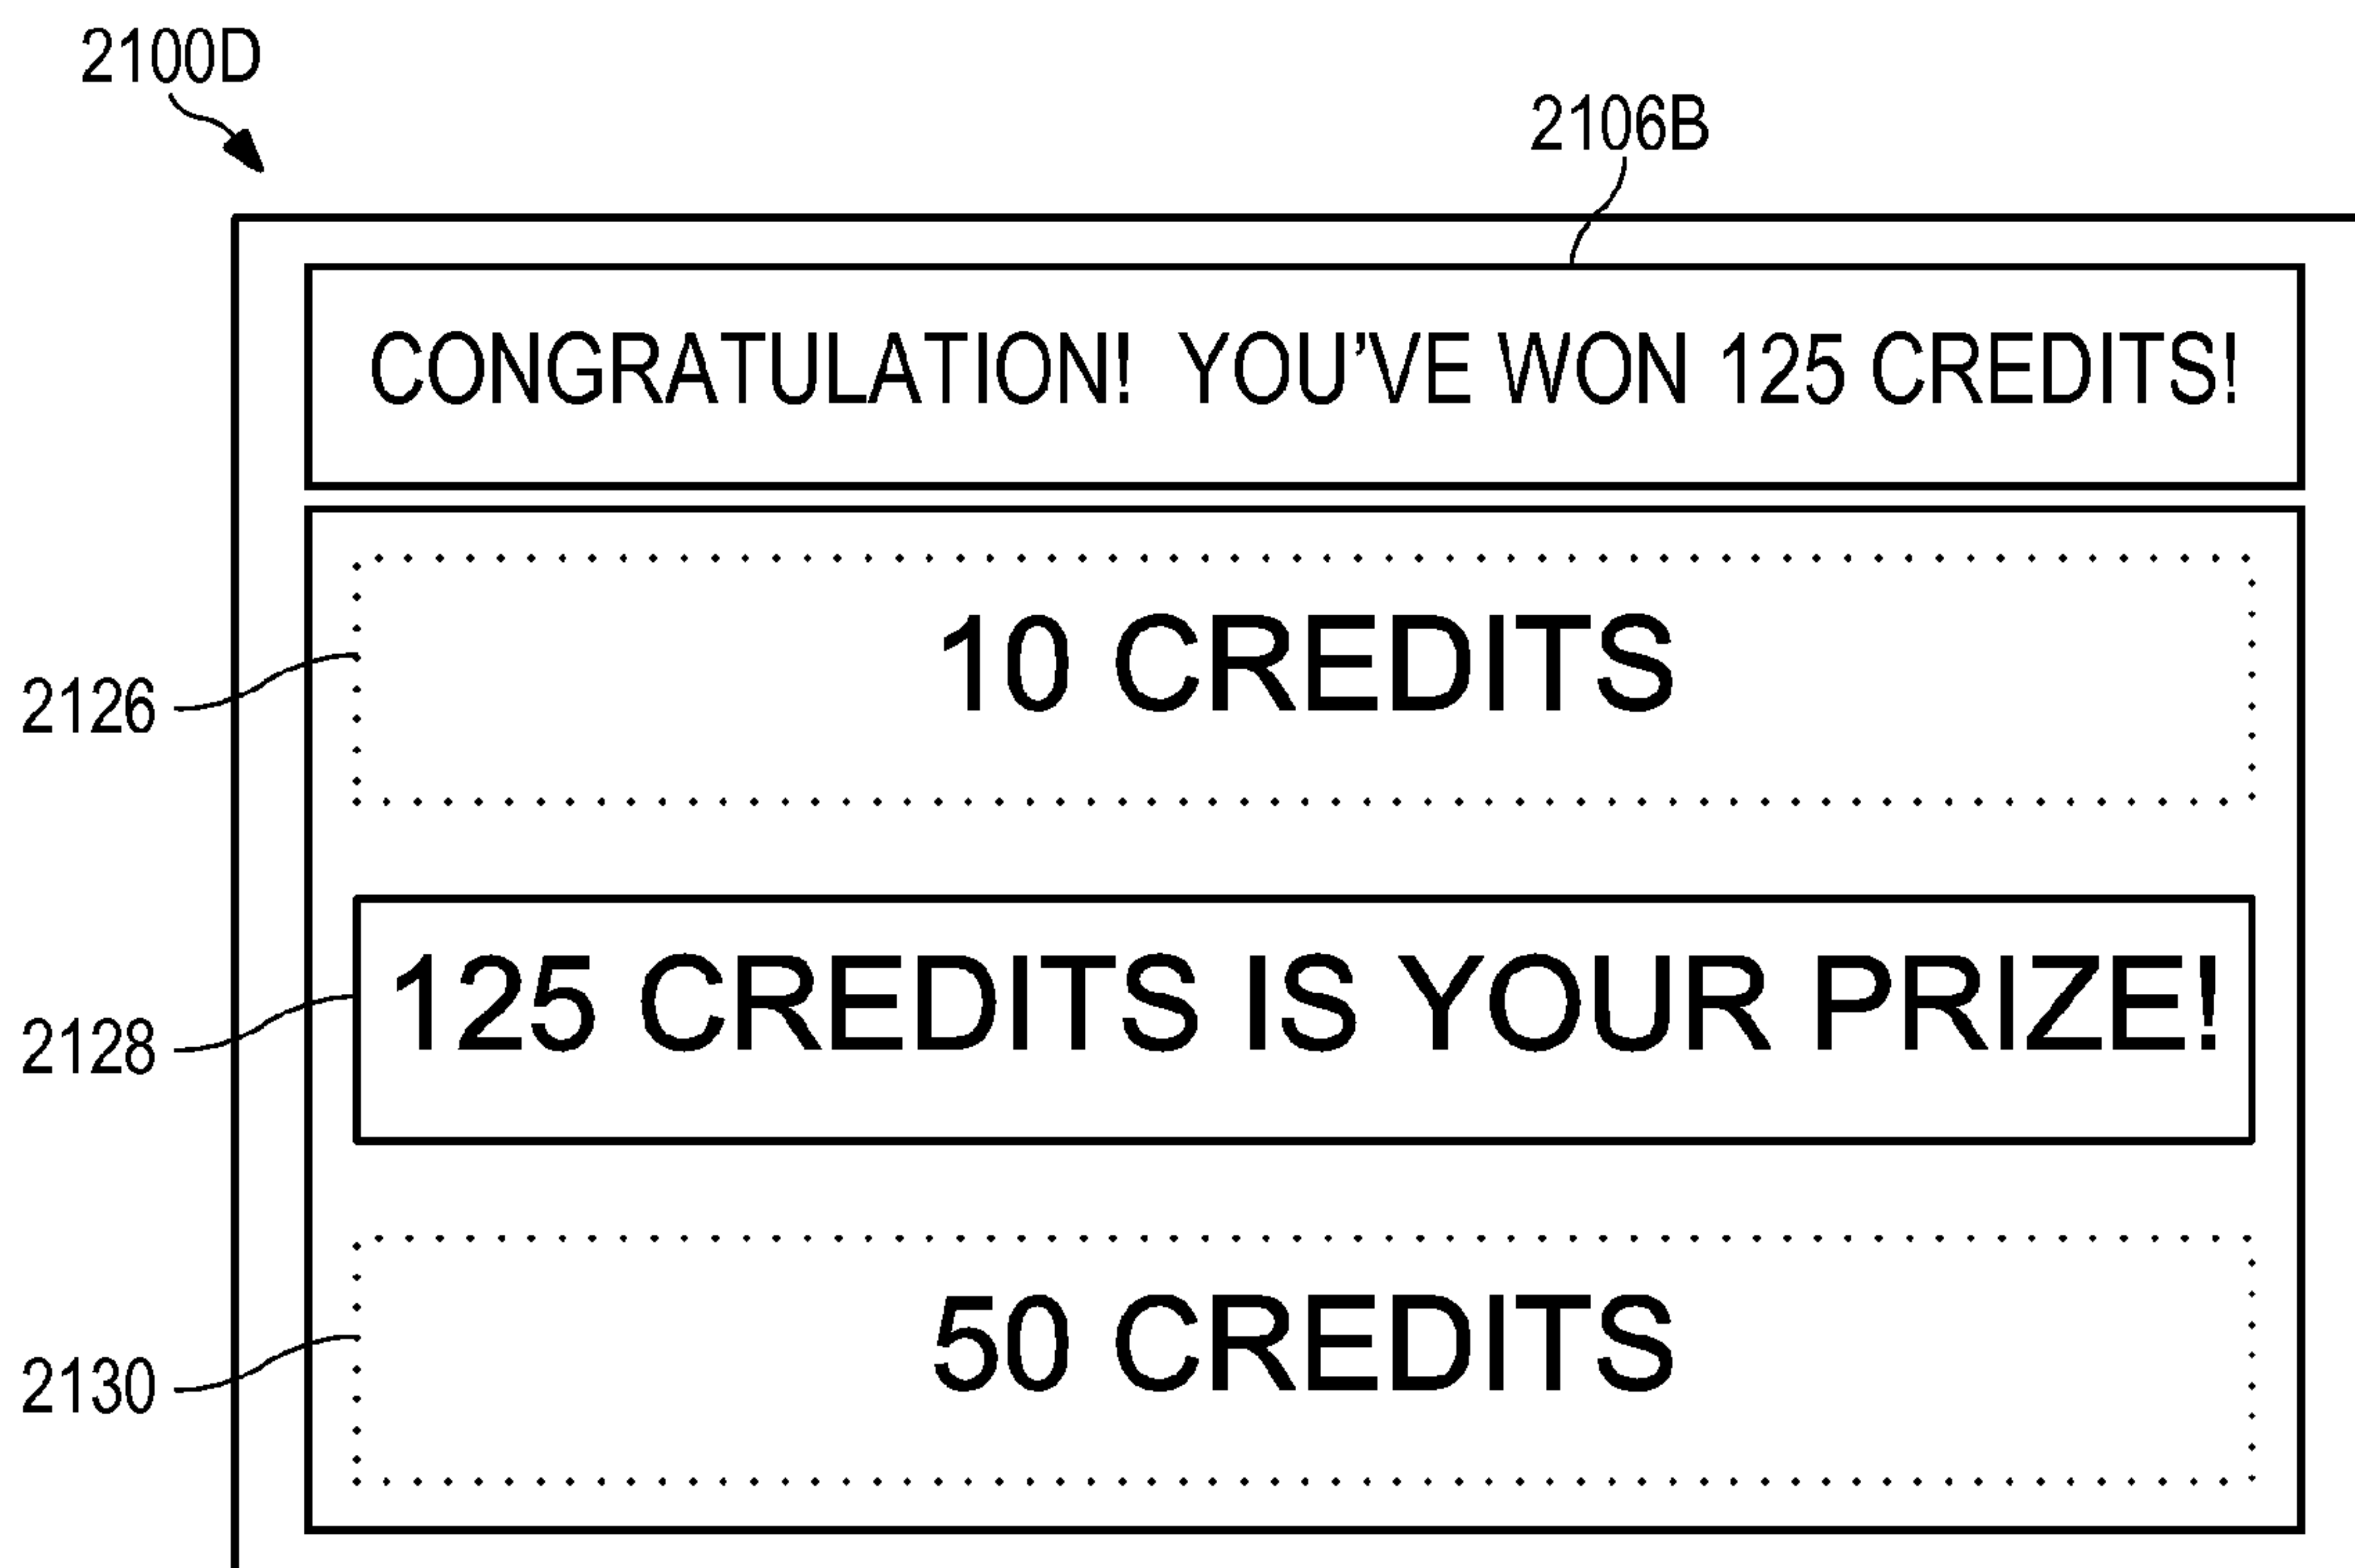 2100D
2106B
CONGRATULATION! YOU'VE WON 125 CREDITS!
10 CREDITS
2126
125 CREDITS IS YOUR PRIZE!
2128
50 CREDITS
2130